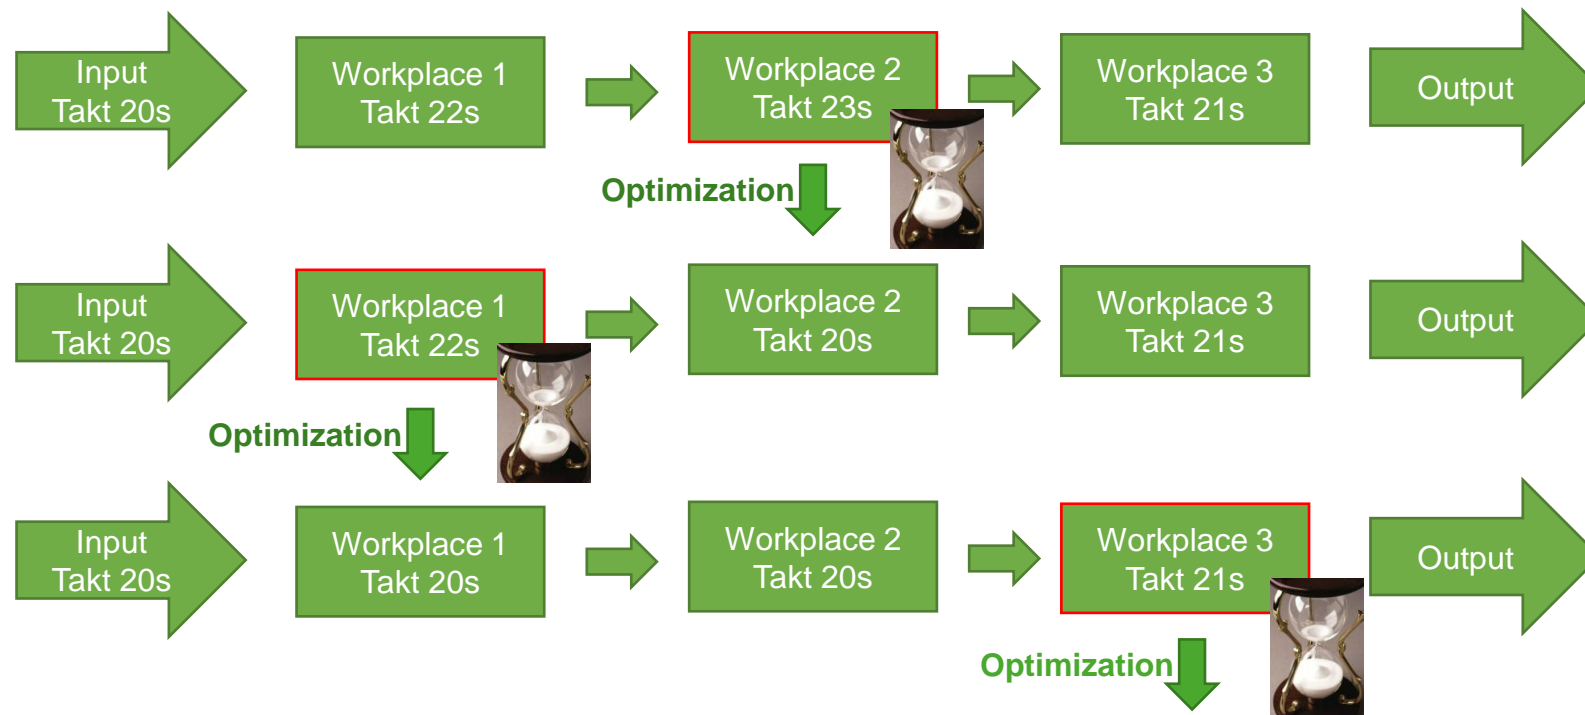 Input
Takt 20s
Workplace 1
Takt 22s
Workplace 2
Takt 23s
Workplace 3
Takt 21s
Output
Optimization
Input
Takt 20s
Workplace 1
Takt 22s
Workplace 2
Takt 20s
Workplace 3
Takt 21s
Output
Optimization
Input
Takt 20s
Workplace 1
Takt 20s
Workplace 2
Takt 20s
Workplace 3
Takt 21s
Output
Optimization